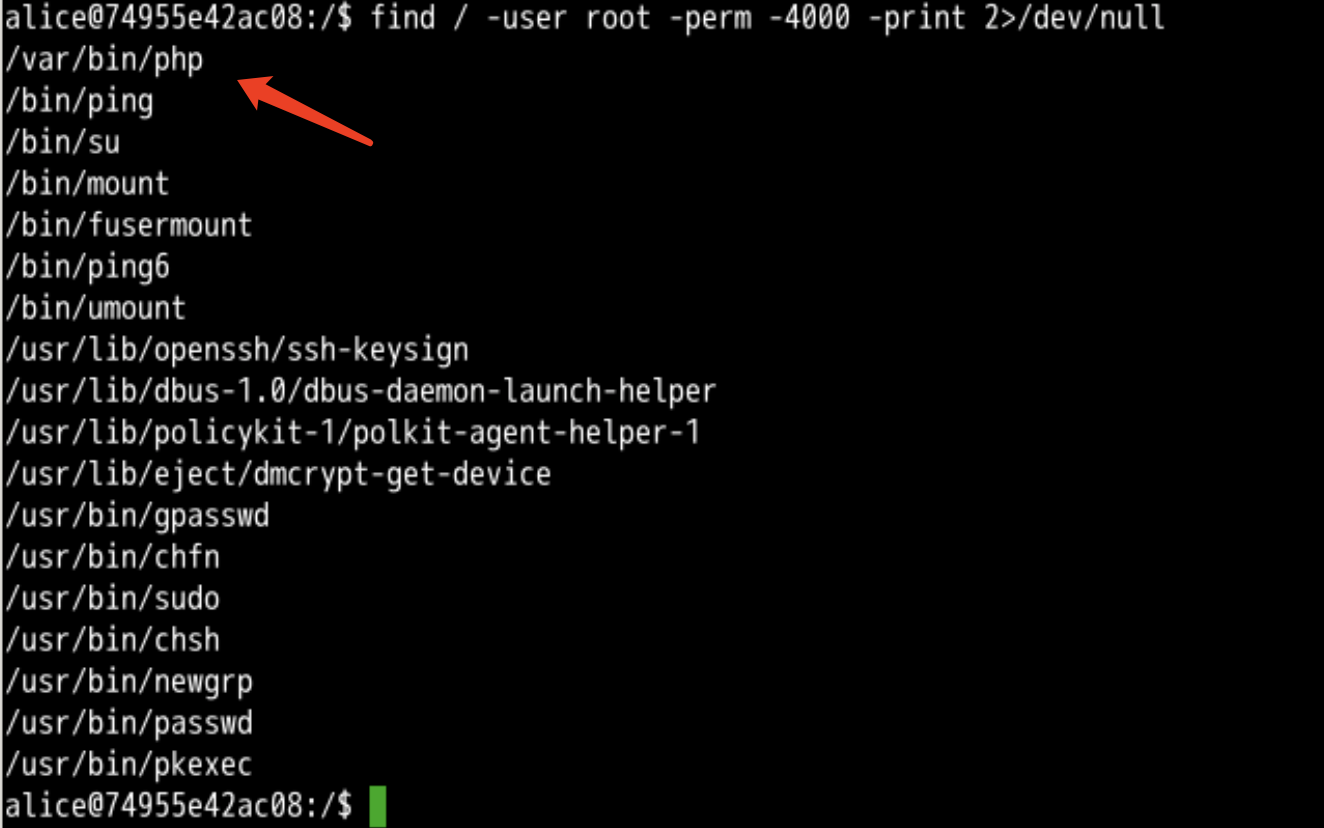 alice@74955e42ac08:/$ find / -user root -perm -4000 -print 2>/dev/null
/var/bin/php
/bin/ping
/bin/su
/bin/mount
/bin/fusermount
/bin/ping6
/bin/umount
/usr/lib/openssh/ssh-keysign
/usr/lib/dbus-1.0/dbus-daemon-launch-helper
/usr/lib/policykit-1/polkit-agent-helper-1
/usr/lib/eject/dmcrypt-get-device
/usr/bin/gpasswd
/usr/bin/chfn
/usr/bin/sudo
/usr/bin/chsh
/usr/bin/newgrp
/usr/bin/passwd
/usr/bin/pkexec
alice@74955e42ac08:/$